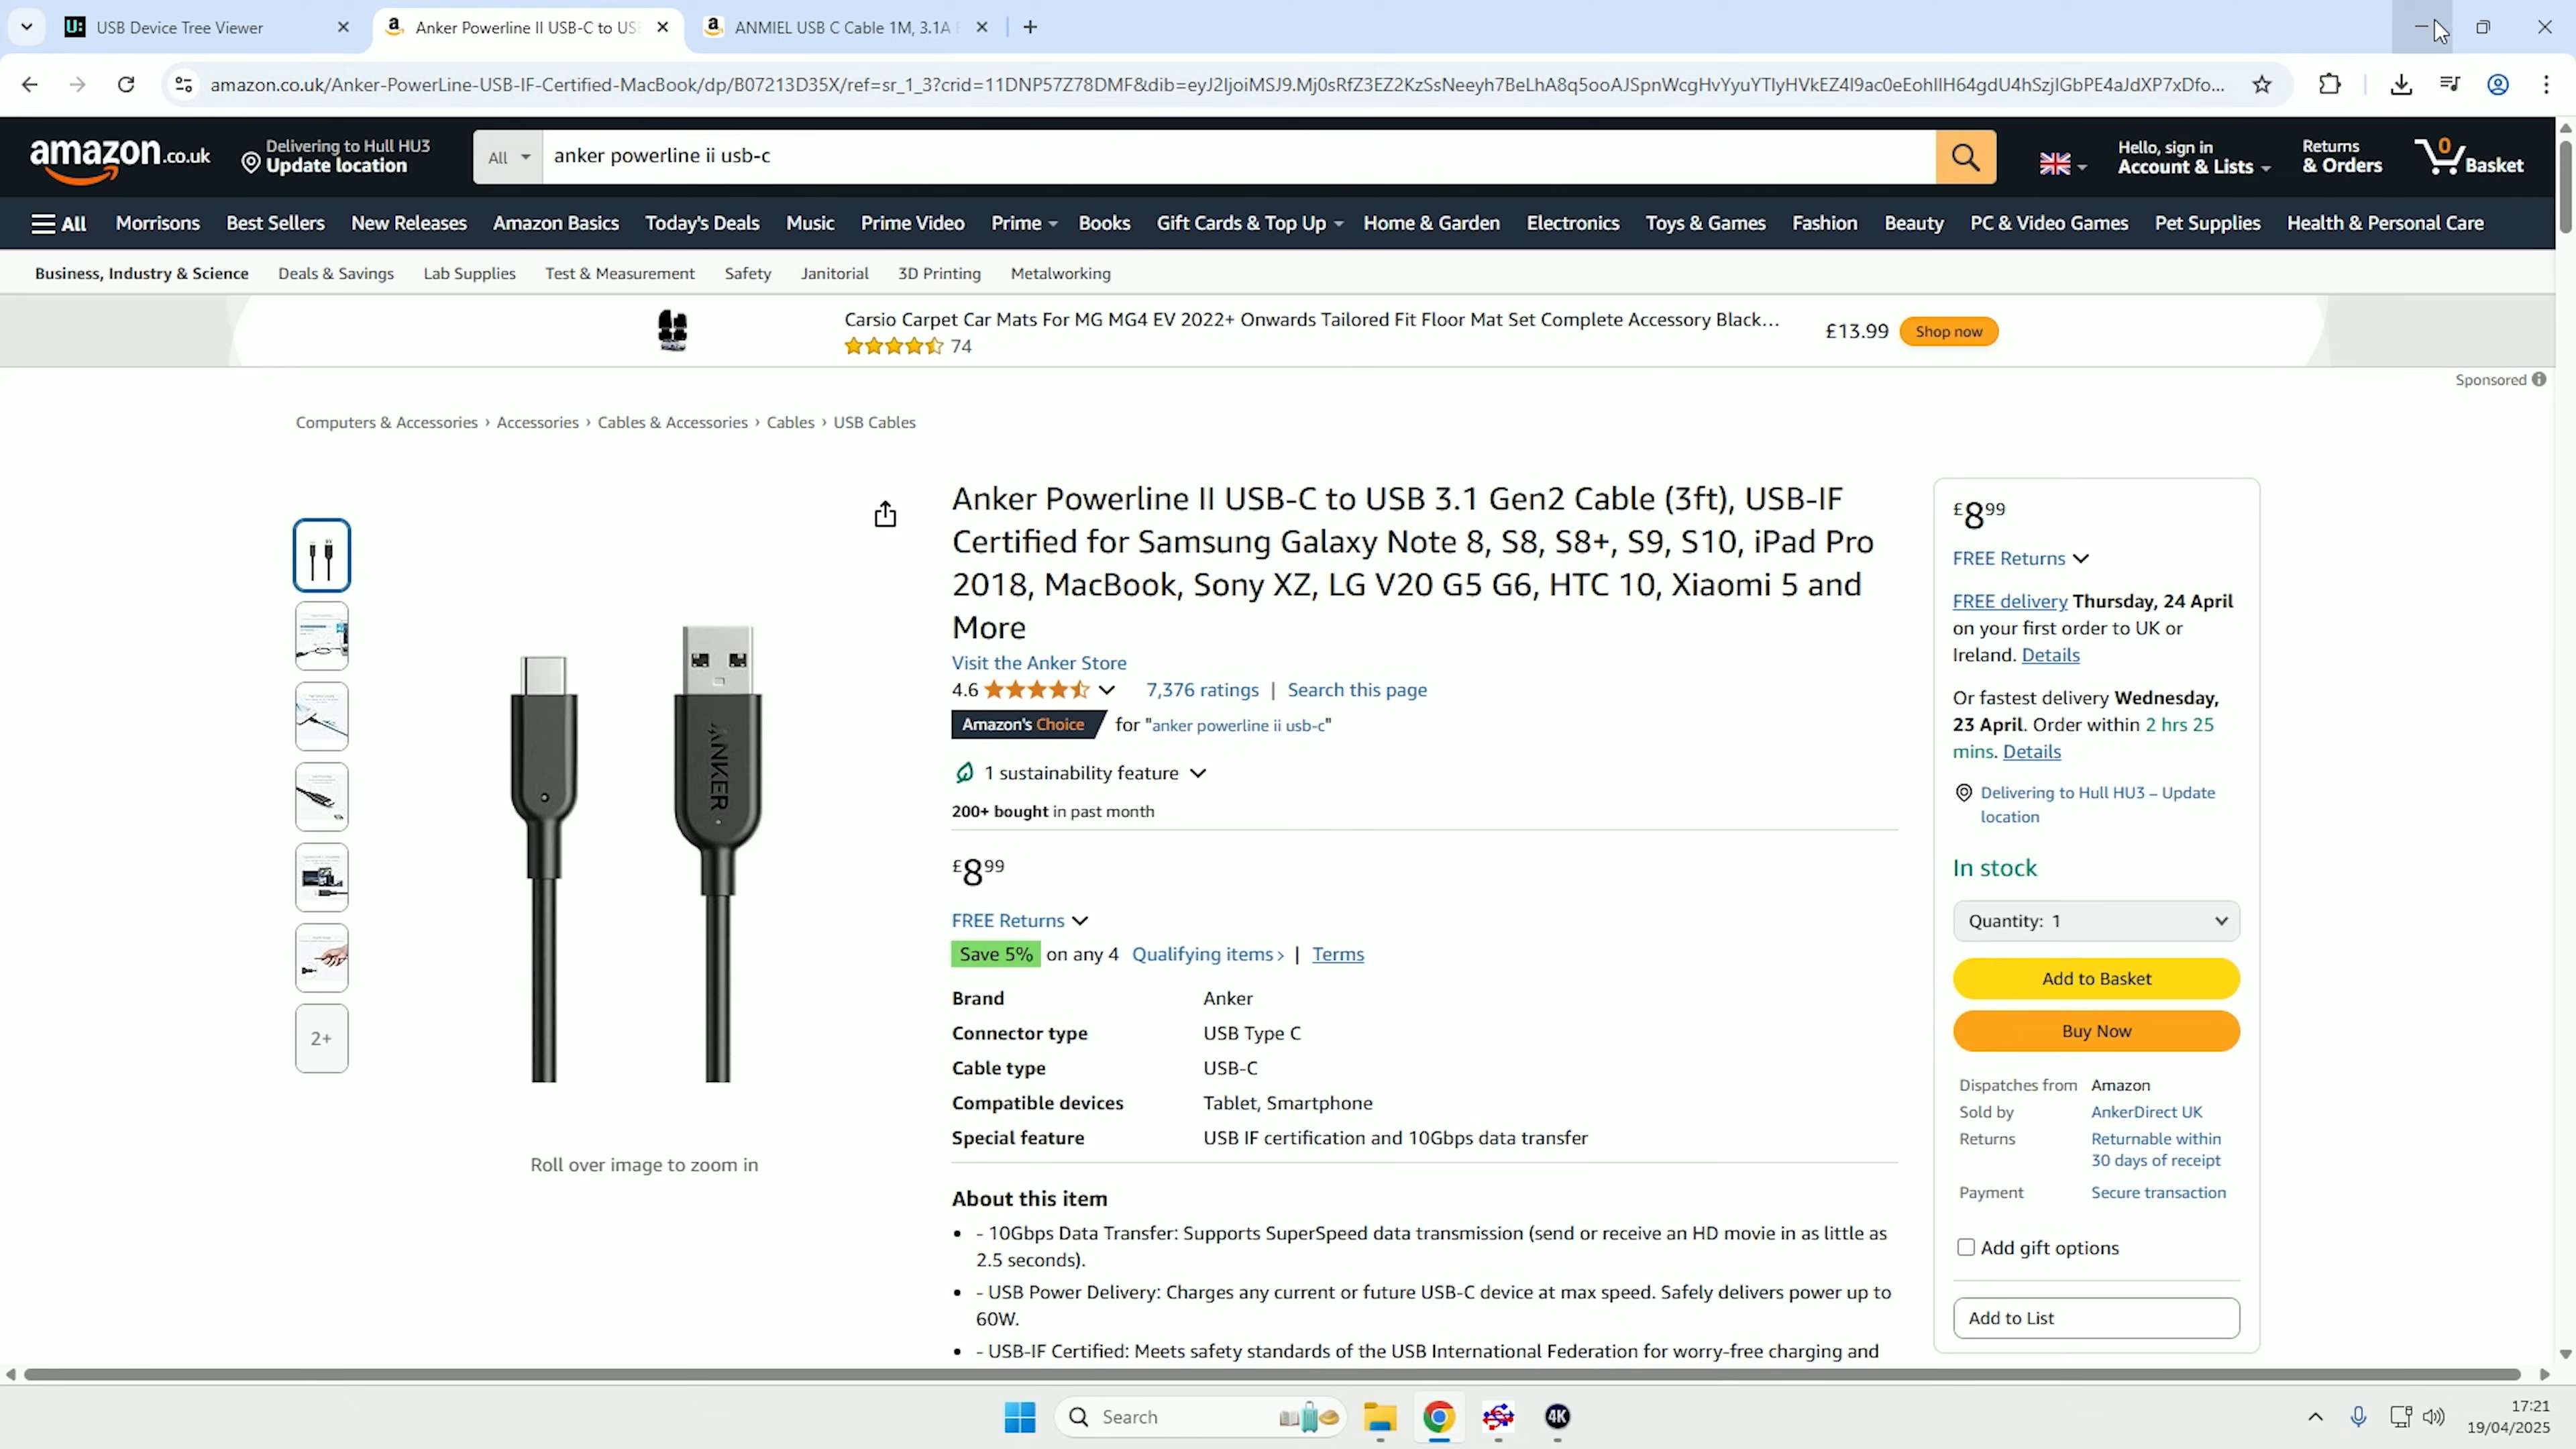 USB Device Tree Viewer
Anker Powerline II USB-C to US
ANMIEL USB C Cable 1M, 3.1A
amazon.co.uk/Anker-PowerLine-USB-IF-Certified-MacBook/dp/B07213D35X/ref=sr_1_3?crid=11DNP57Z78DMF&dib=eyJ2IjoiMSJ9.Mj0sRfZ3EZ2KzSsNeeyh7BeLhA8q5ooAJSpnWcgHvYyuYTlyHVkEZ4I9ac0eEohIIH64gdU4hSzjIGbPE4aJdXP7xDfo...
amazon.co.uk
Delivering to Hull HU3
Update location
All
anker powerline ii usb-c
Hello, sign in
Account & Lists
Returns
& Orders
0
Basket
All Morrisons Best Sellers New Releases Amazon Basics Today's Deals Music Prime Video Prime Books Gift Cards & Top Up Home & Garden Electronics Toys & Games Fashion Beauty PC & Video Games Pet Supplies Health & Personal Care
Business, Industry & Science Deals & Savings Lab Supplies Test & Measurement Safety Janitorial 3D Printing Metalworking
Carsio Carpet Car Mats For MG MG4 EV 2022+ Onwards Tailored Fit Floor Mat Set Complete Accessory Black...
74
£13.99
Shop now
Sponsored
Computers & Accessories › Accessories › Cables & Accessories › Cables › USB Cables
2+
ANKER
Roll over image to zoom in
Anker Powerline II USB-C to USB 3.1 Gen2 Cable (3ft), USB-IF
Certified for Samsung Galaxy Note 8, S8, S8+, S9, S10, iPad Pro
2018, MacBook, Sony XZ, LG V20 G5 G6, HTC 10, Xiaomi 5 and
More
Visit the Anker Store
4.6 7,376 ratings | Search this page
Amazon's Choice for "anker powerline ii usb-c"
1 sustainability feature
200+ bought in past month
£8.99
FREE Returns
Save 5% on any 4 Qualifying items › | Terms
Brand Anker
Connector type USB Type C
Cable type USB-C
Compatible devices Tablet, Smartphone
Special feature USB IF certification and 10Gbps data transfer
About this item
• - 10Gbps Data Transfer: Supports SuperSpeed data transmission (send or receive an HD movie in as little as
2.5 seconds).
• - USB Power Delivery: Charges any current or future USB-C device at max speed. Safely delivers power up to
60W.
• - USB-IF Certified: Meets safety standards of the USB International Federation for worry-free charging and
£8.99
FREE Returns
FREE delivery Thursday, 24 April
on your first order to UK or
Ireland. Details
Or fastest delivery Wednesday,
23 April. Order within 2 hrs 25
mins. Details
Delivering to Hull HU3 – Update
location
In stock
Quantity: 1
Add to Basket
Buy Now
Dispatches from Amazon
Sold by AnkerDirect UK
Returns Returnable within
30 days of receipt
Payment Secure transaction
Add gift options
Add to List
Search
4K
17:21
19/04/2025